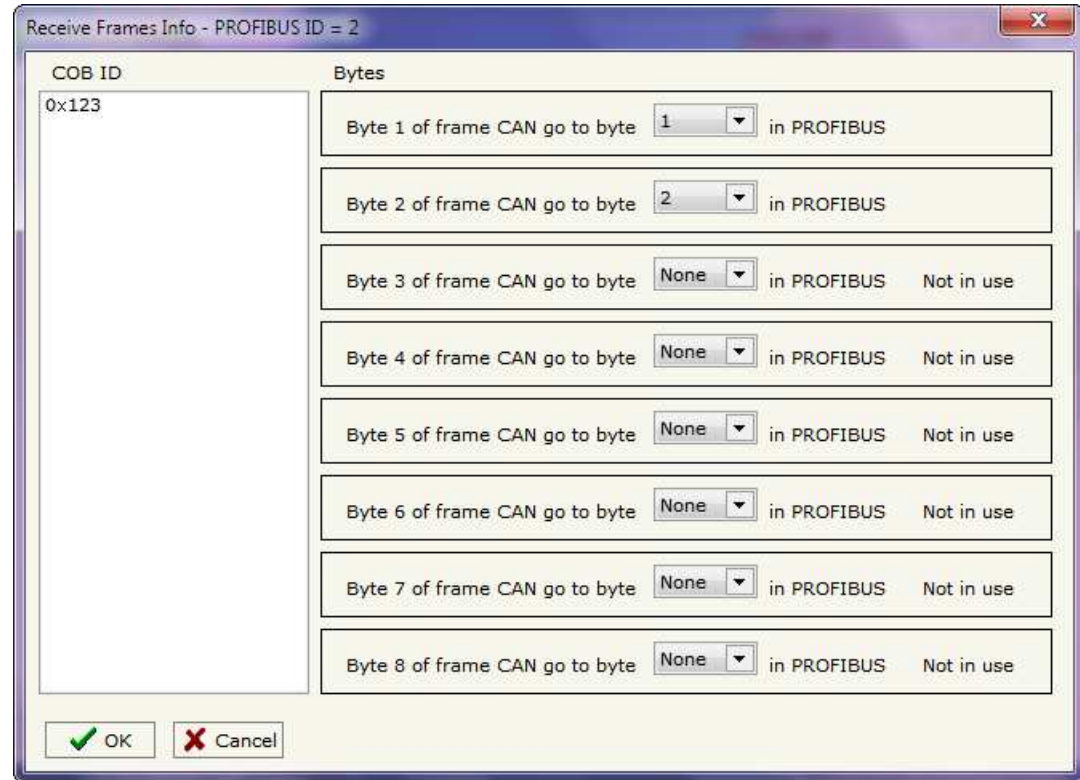 Receive Frames Info - PROFIBUS ID = 2
x
COB ID
Bytes
0x123
Byte 1 of frame CAN go to byte 1 in PROFIBUS
Byte 2 of frame CAN go to byte 2 in PROFIBUS
Byte 3 of frame CAN go to byte None in PROFIBUS Not in use
Byte 4 of frame CAN go to byte None in PROFIBUS Not in use
Byte 5 of frame CAN go to byte None in PROFIBUS Not in use
Byte 6 of frame CAN go to byte None in PROFIBUS Not in use
Byte 7 of frame CAN go to byte None in PROFIBUS Not in use
Byte 8 of frame CAN go to byte None in PROFIBUS Not in use
OK
Cancel